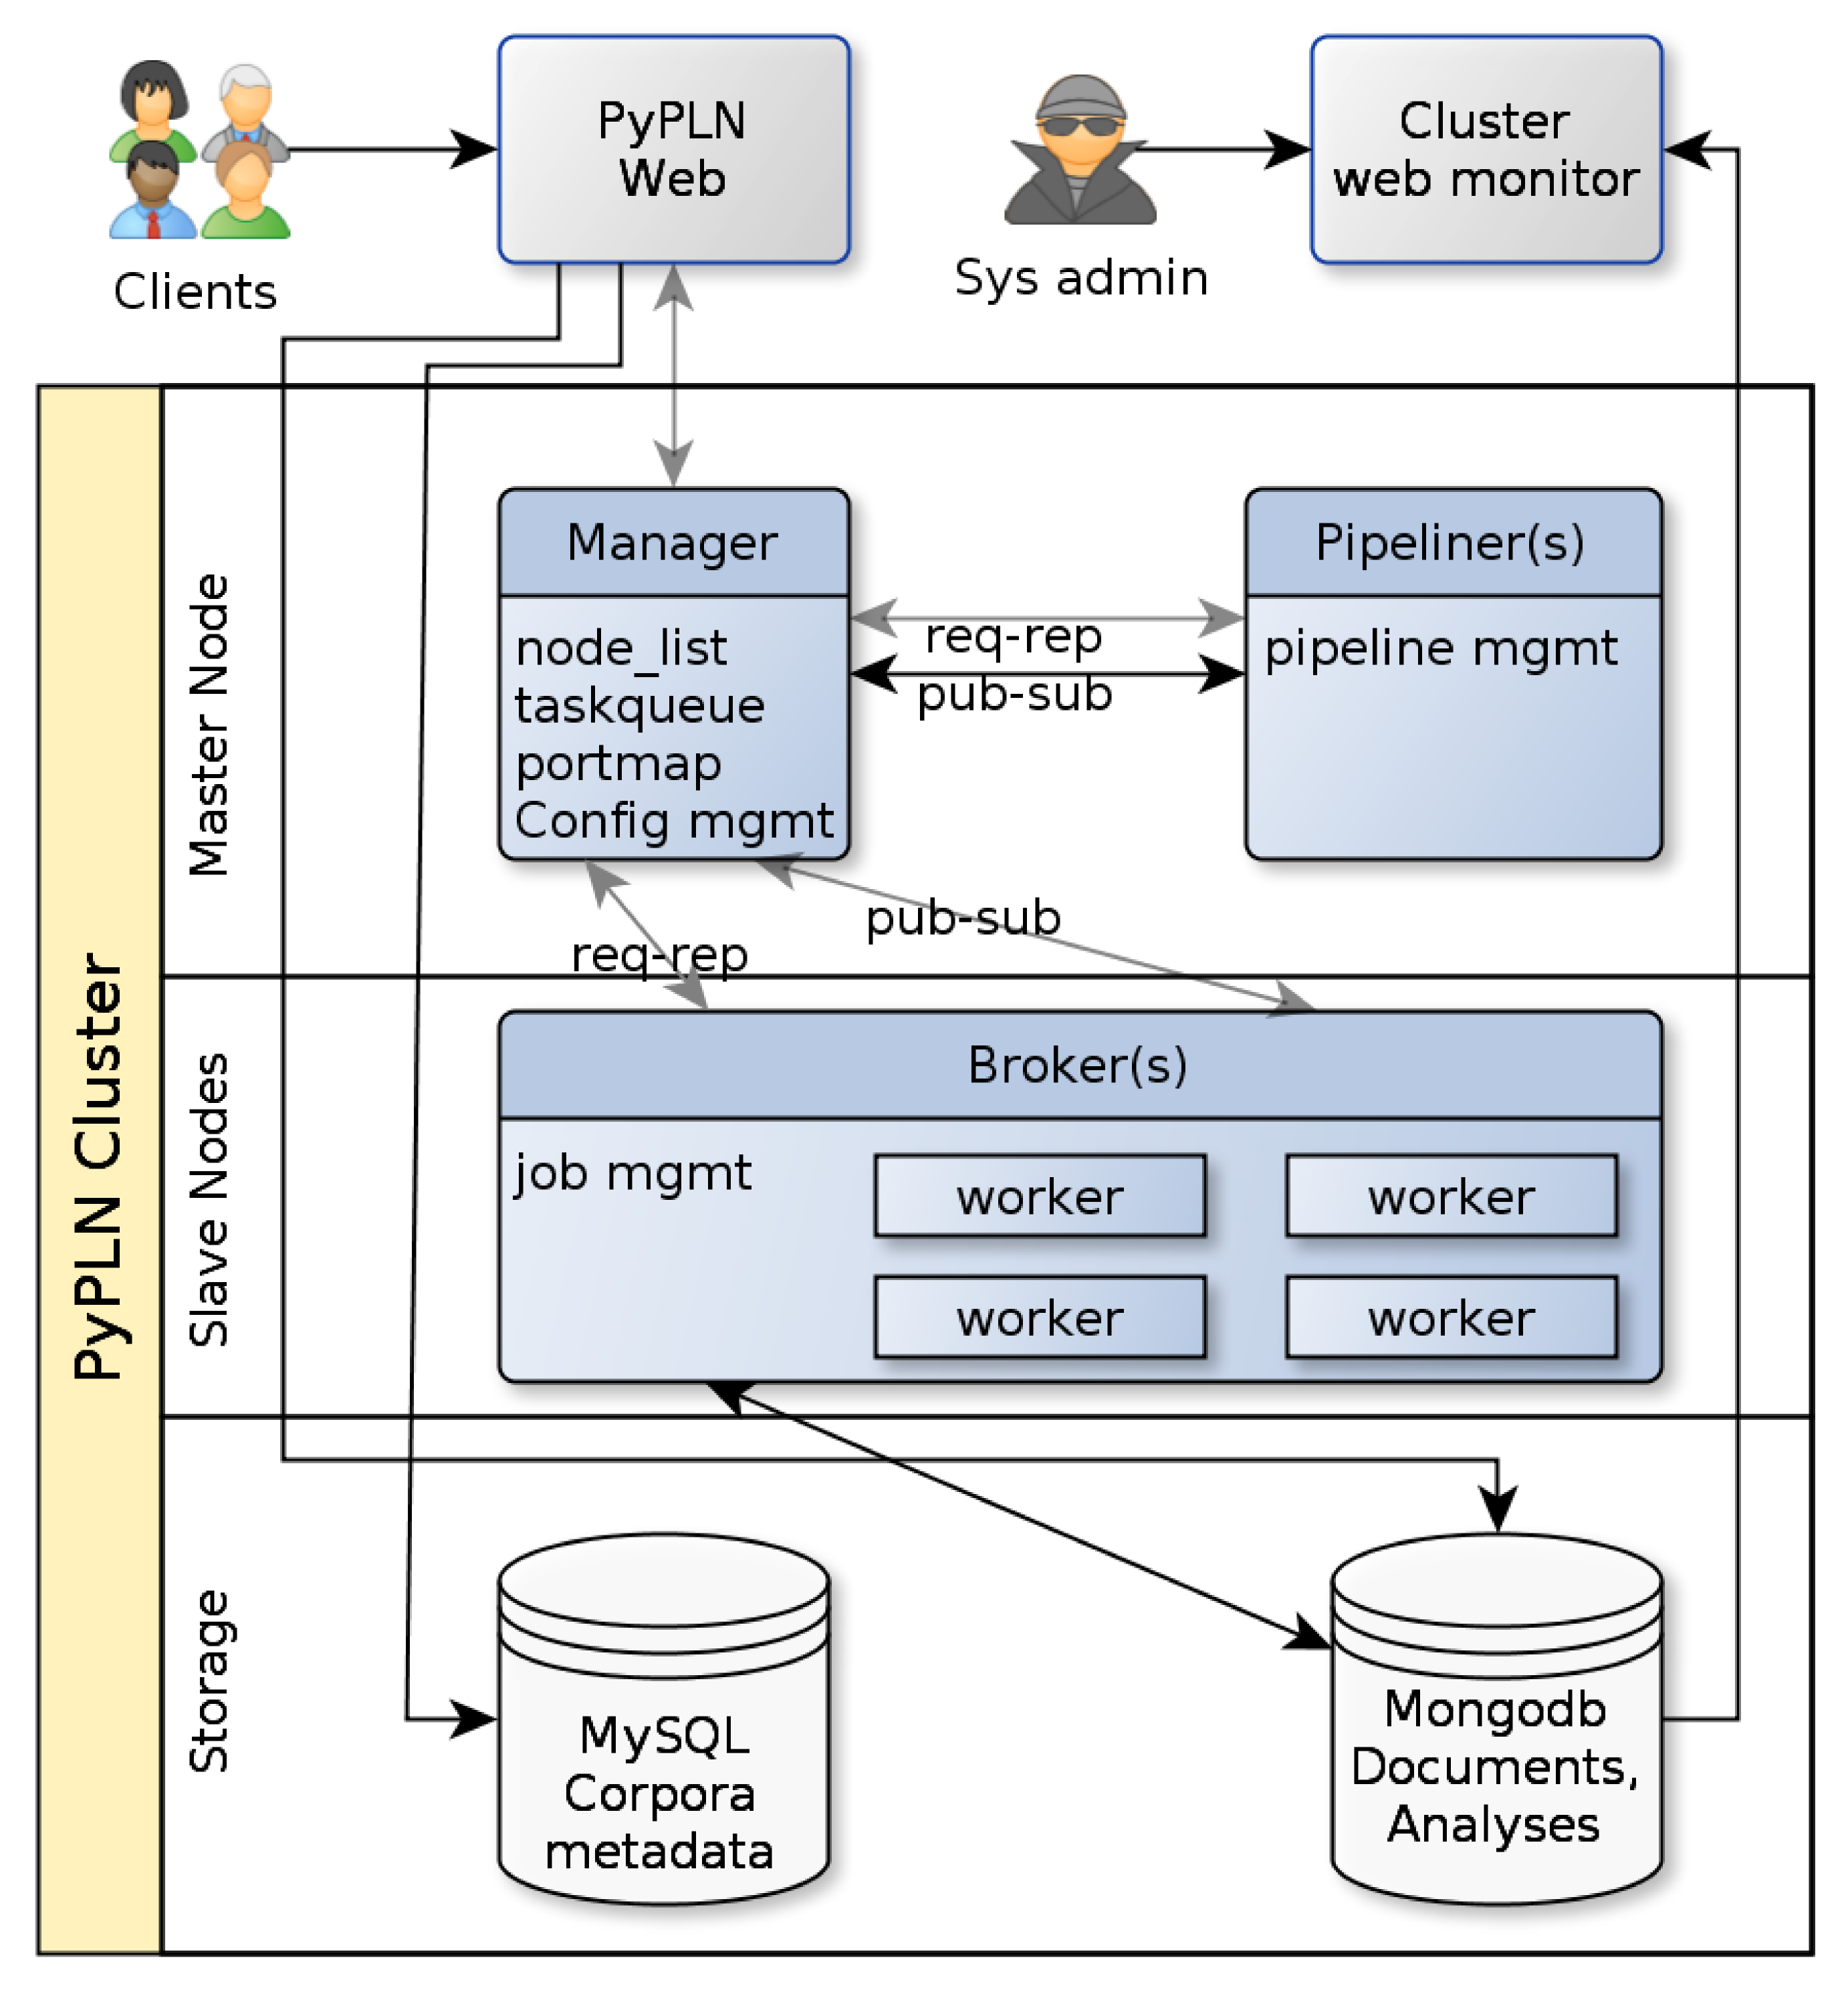 PyPLN
Web
Cluster
web monitor
Clients
Sys admin
PyPLN Cluster
Master Node
Manager
node_list
taskqueue
portmap
Config mgmt
req-rep
pub-sub
Pipeliner(s)
pipeline mgmt
req-rep
pub-sub
Slave Nodes
Broker(s)
job mgmt
worker
worker
worker
worker
Storage
MySQL
Corpora
metadata
Mongodb
Documents,
Analyses